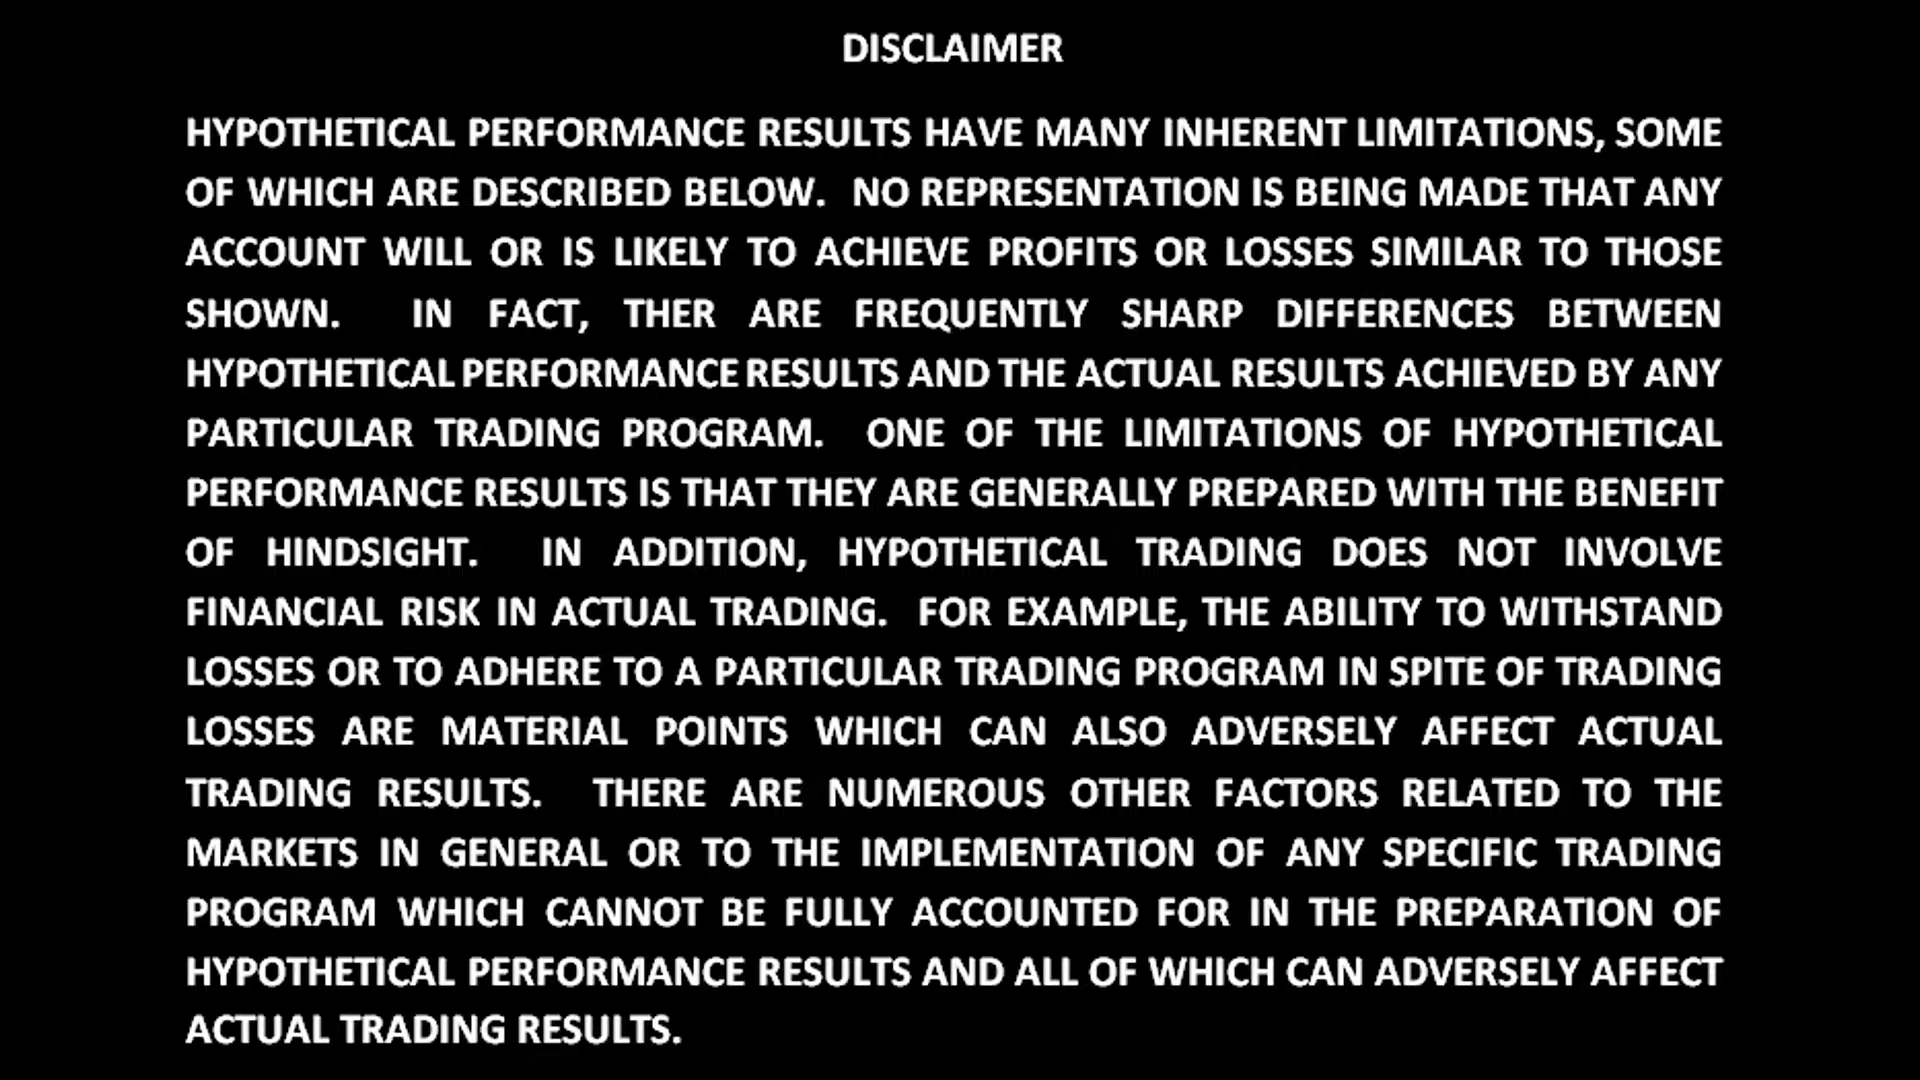 DISCLAIMER
HYPOTHETICAL PERFORMANCE RESULTS HAVE MANY INHERENT LIMITATIONS, SOME
OF WHICH ARE DESCRIBED BELOW. NO REPRESENTATION IS BEING MADE THAT ANY
ACCOUNT WILL OR IS LIKELY TO ACHIEVE PROFITS OR LOSSES SIMILAR TO THOSE
SHOWN. IN FACT, THER ARE FREQUENTLY SHARP DIFFERENCES BETWEEN
HYPOTHETICAL PERFORMANCE RESULTS AND THE ACTUAL RESULTS ACHIEVED BY ANY
PARTICULAR TRADING PROGRAM. ONE OF THE LIMITATIONS OF HYPOTHETICAL
PERFORMANCE RESULTS IS THAT THEY ARE GENERALLY PREPARED WITH THE BENEFIT
OF HINDSIGHT. IN ADDITION, HYPOTHETICAL TRADING DOES NOT INVOLVE
FINANCIAL RISK IN ACTUAL TRADING. FOR EXAMPLE, THE ABILITY TO WITHSTAND
LOSSES OR TO ADHERE TO A PARTICULAR TRADING PROGRAM IN SPITE OF TRADING
LOSSES ARE MATERIAL POINTS WHICH CAN ALSO ADVERSELY AFFECT ACTUAL
TRADING RESULTS. THERE ARE NUMEROUS OTHER FACTORS RELATED TO THE
MARKETS IN GENERAL OR TO THE IMPLEMENTATION OF ANY SPECIFIC TRADING
PROGRAM WHICH CANNOT BE FULLY ACCOUNTED FOR IN THE PREPARATION OF
HYPOTHETICAL PERFORMANCE RESULTS AND ALL OF WHICH CAN ADVERSELY AFFECT
ACTUAL TRADING RESULTS.